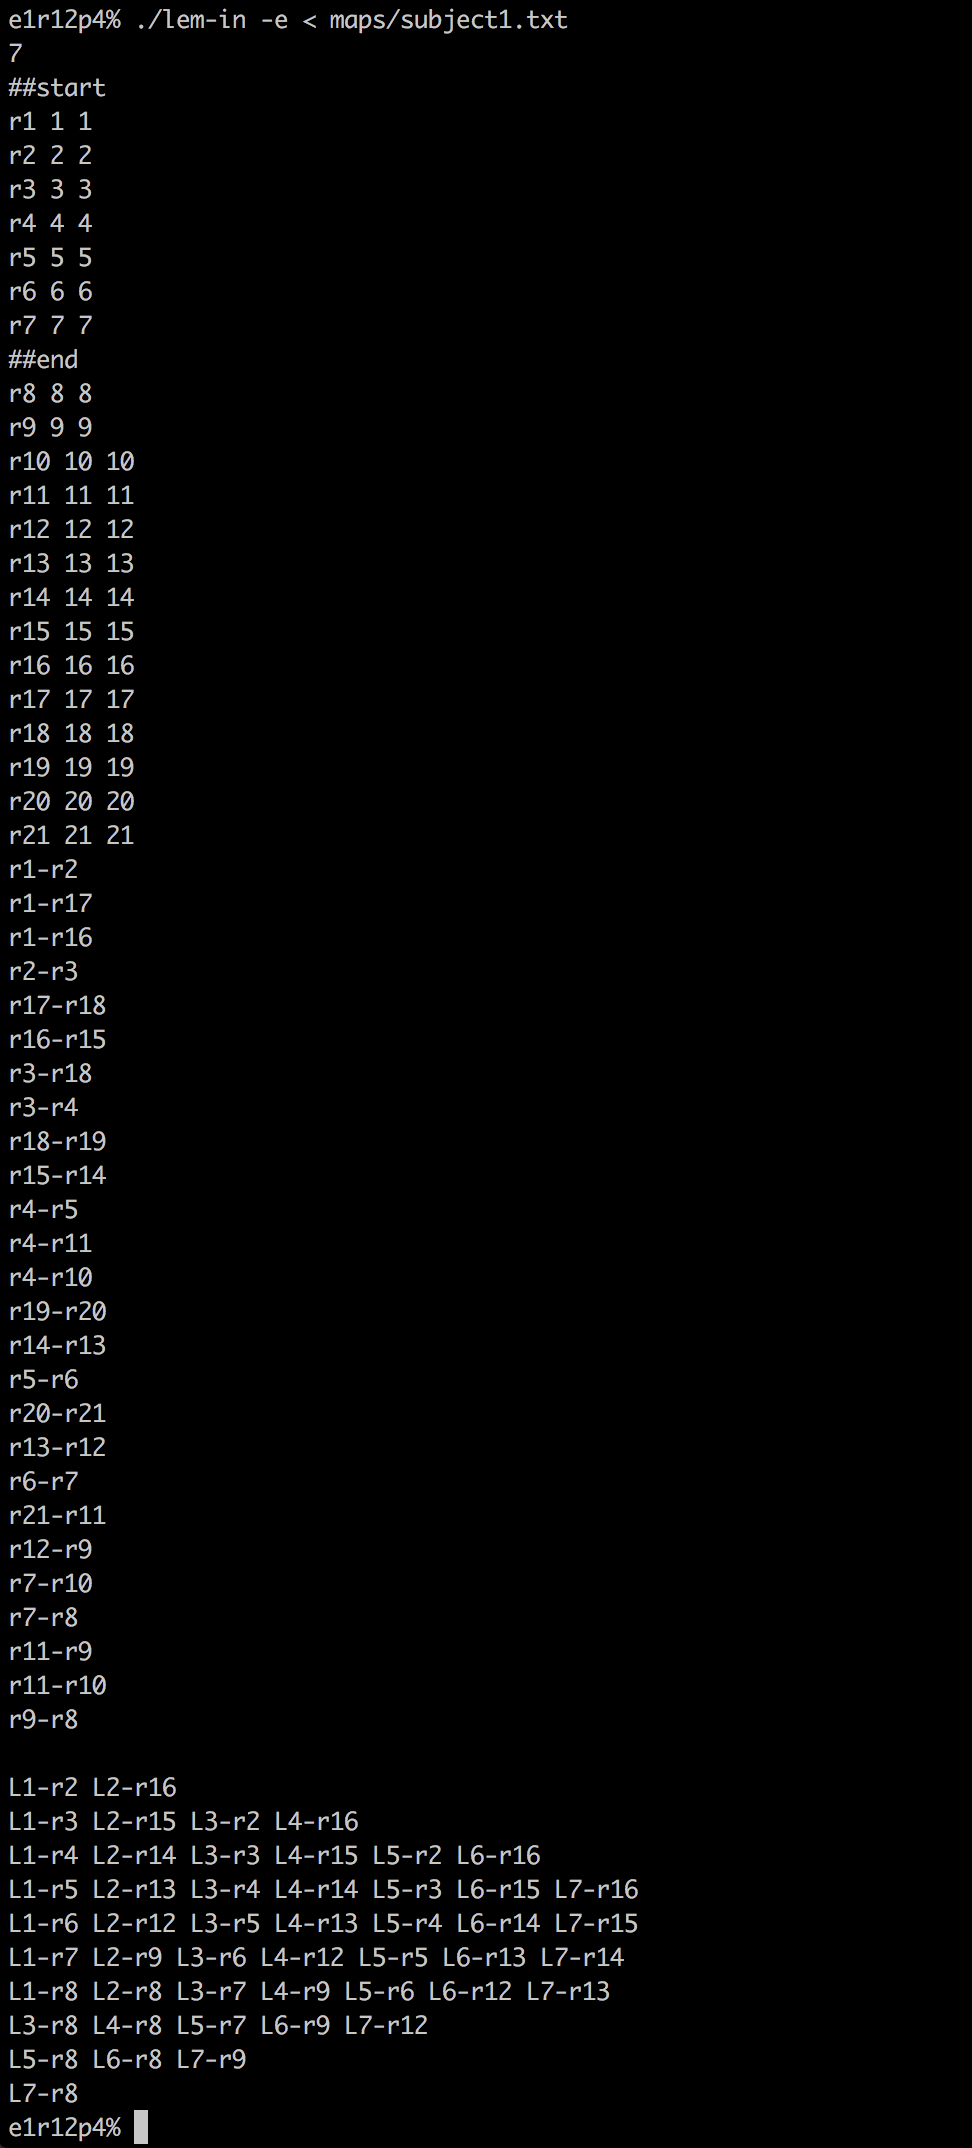 e1r12p4% ./lem-in -e < maps/subject1.txt
7
##start
r1 1 1
r2 2 2
r3 3 3
r4 4 4
r5 5 5
r6 6 6
r7 7 7
##end
r8 8 8
r9 9 9
r10 10 10
r11 11 11
r12 12 12
r13 13 13
r14 14 14
r15 15 15
r16 16 16
r17 17 17
r18 18 18
r19 19 19
r20 20 20
r21 21 21
r1-r2
r1-r17
r1-r16
r2-r3
r17-r18
r16-r15
r3-r18
r3-r4
r18-r19
r15-r14
r4-r5
r4-r11
r4-r10
r19-r20
r14-r13
r5-r6
r20-r21
r13-r12
r6-r7
r21-r11
r12-r9
r7-r10
r7-r8
r11-r9
r11-r10
r9-r8

L1-r2 L2-r16
L1-r3 L2-r15 L3-r2 L4-r16
L1-r4 L2-r14 L3-r3 L4-r15 L5-r2 L6-r16
L1-r5 L2-r13 L3-r4 L4-r14 L5-r3 L6-r15 L7-r16
L1-r6 L2-r12 L3-r5 L4-r13 L5-r4 L6-r14 L7-r15
L1-r7 L2-r9 L3-r6 L4-r12 L5-r5 L6-r13 L7-r14
L1-r8 L2-r8 L3-r7 L4-r9 L5-r6 L6-r12 L7-r13
L3-r8 L4-r8 L5-r7 L6-r9 L7-r12
L5-r8 L6-r8 L7-r9
L7-r8
e1r12p4%